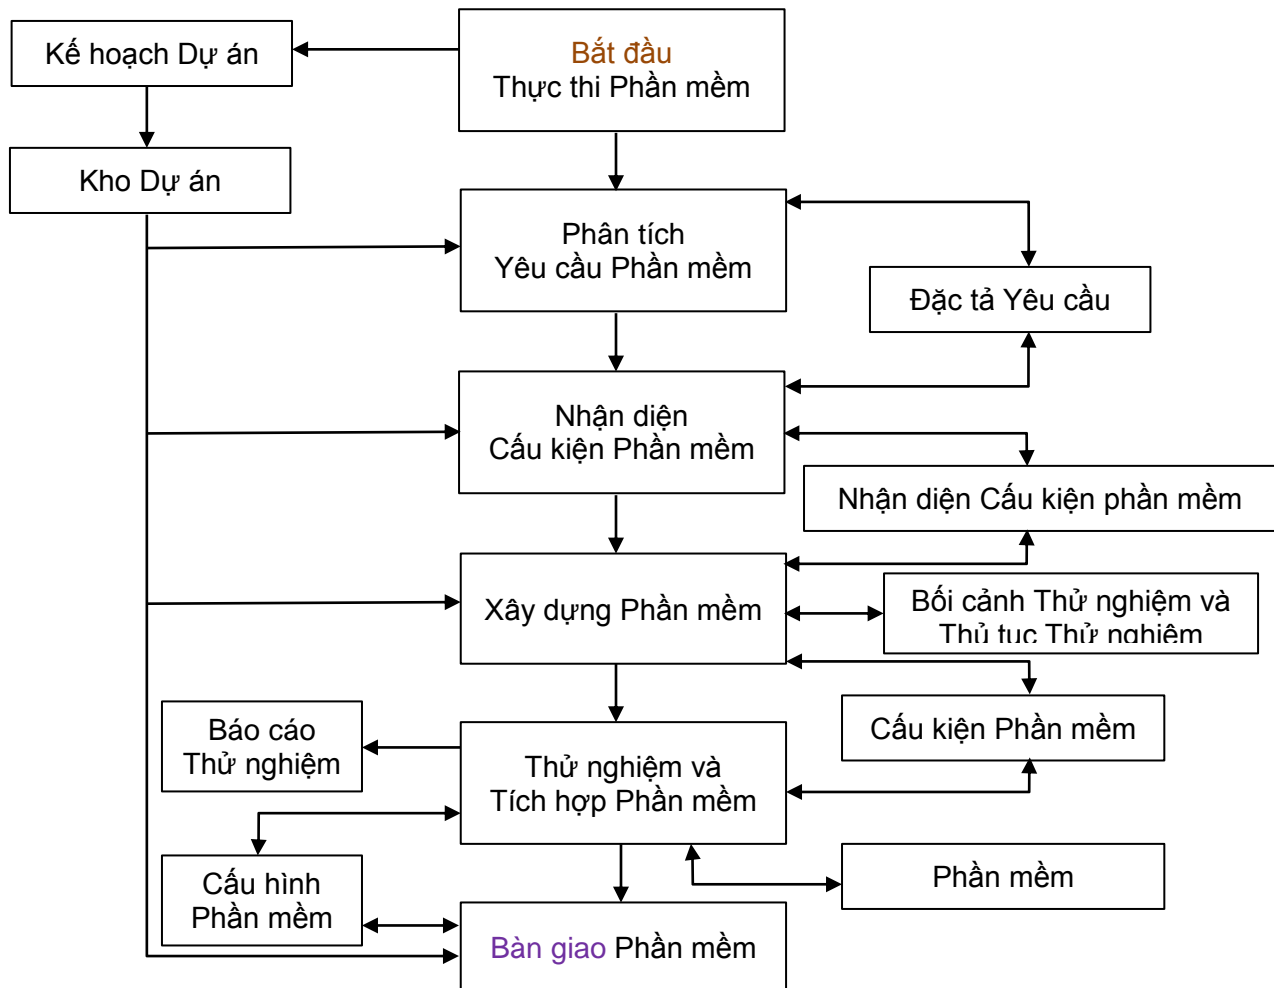 Kế hoạch Dự án
Bắt đầu
Thực thi Phần mềm
Kho Dự án
Phân tích
Yêu cầu Phần mềm
Đặc tả Yêu cầu
Nhận diện
Cấu kiện Phần mềm
Nhận diện Cấu kiện phần mềm
Xây dựng Phần mềm
Bối cảnh Thử nghiệm và
Thủ tục Thử nghiệm
Báo cáo
Thử nghiệm
Thử nghiệm và
Tích hợp Phần mềm
Cấu kiện Phần mềm
Cấu hình
Phần mềm
Phần mềm
Bàn giao Phần mềm